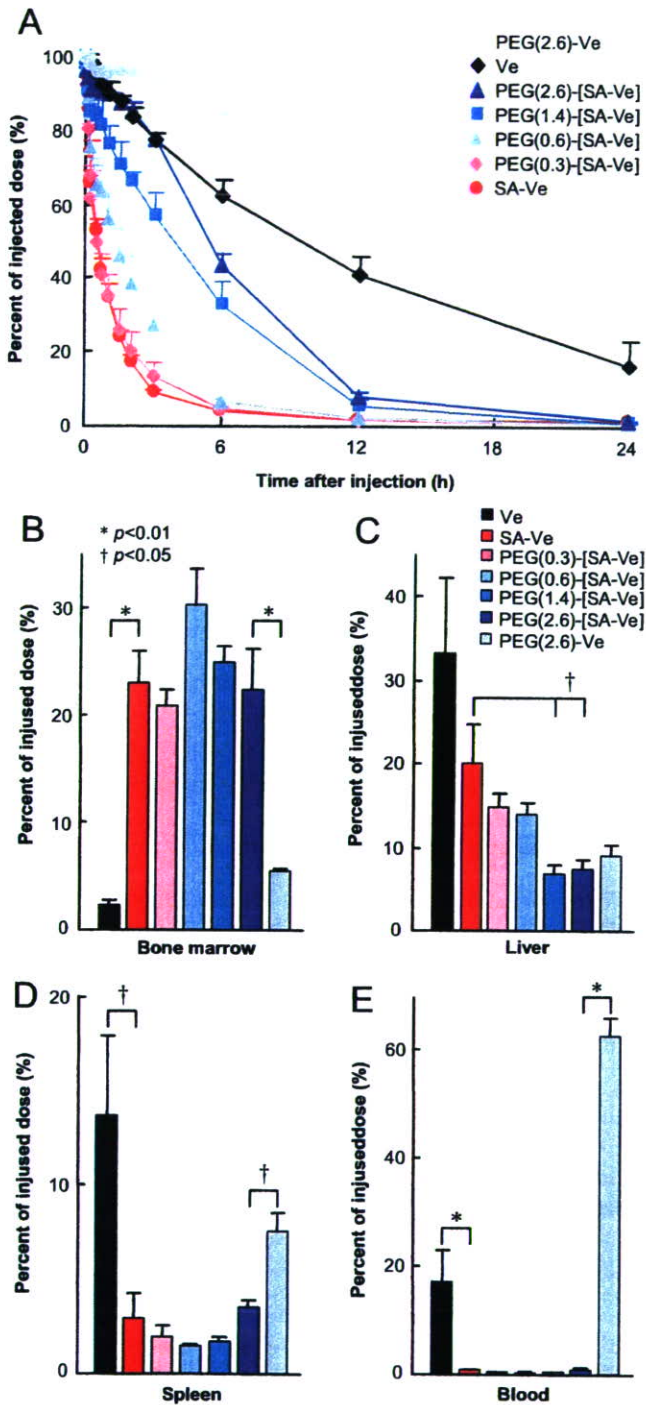 A
PEG(2.6)-Ve
Ve
PEG(2.6)-[SA-Ve]
PEG(1.4)-[SA-Ve]
PEG(0.6)-[SA-Ve]
PEG(0.3)-[SA-Ve]
SA-Ve
Percent of injected dose (%)
100
80
60
40
20
0
0
6
12
18
24
Time after injection (h)
B
* p<0.01
† p<0.05
*
*
Percent of injused dose (%)
30
20
10
0
Bone marrow
C
Ve
SA-Ve
PEG(0.3)-[SA-Ve]
PEG(0.6)-[SA-Ve]
PEG(1.4)-[SA-Ve]
PEG(2.6)-[SA-Ve]
PEG(2.6)-Ve
†
Percent of injuseddose (%)
40
30
20
10
0
Liver
D
†
†
Percent of injused dose (%)
20
10
0
Spleen
E
*
*
Percent of injuseddose (%)
60
40
20
0
Blood